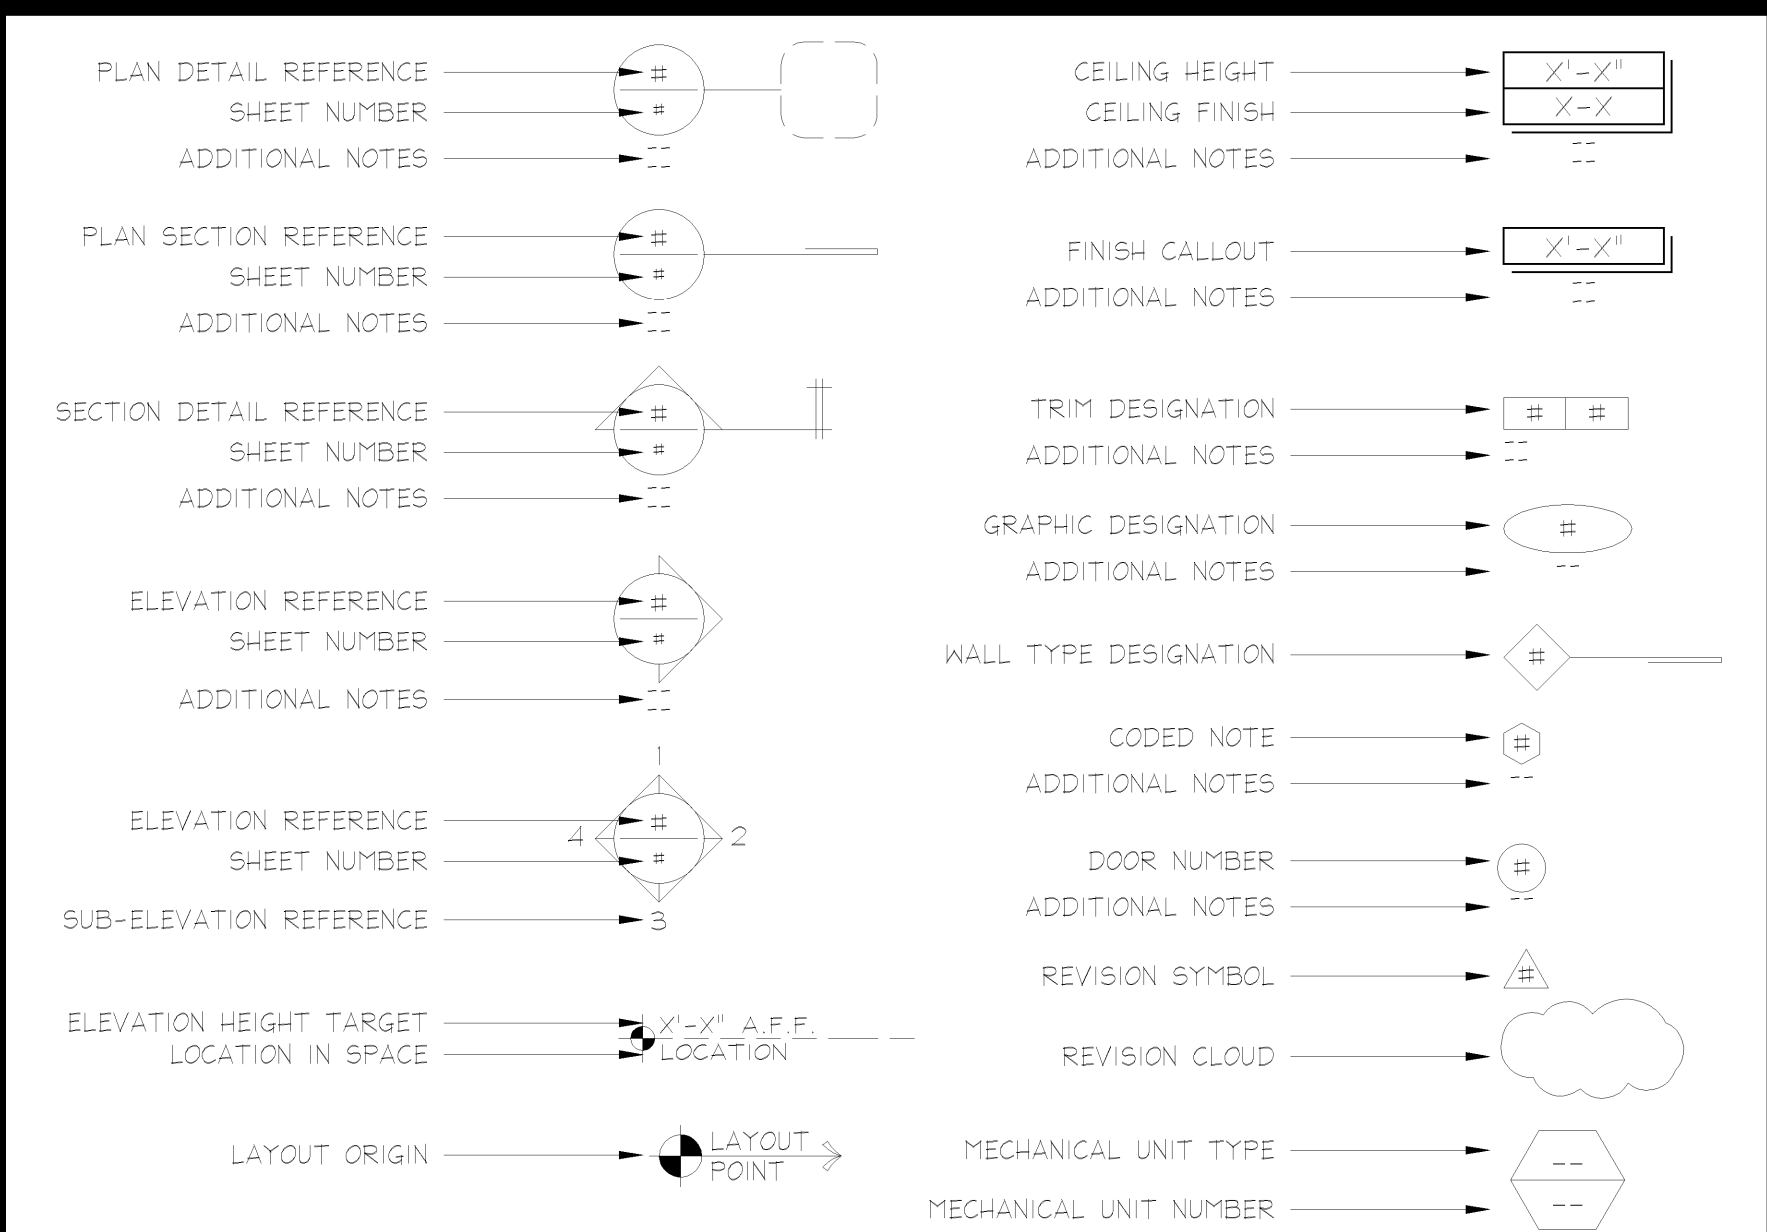 PLAN DETAIL REFERENCE #
SHEET NUMBER #
ADDITIONAL NOTES -- --
PLAN SECTION REFERENCE #
SHEET NUMBER #
ADDITIONAL NOTES -- --
SECTION DETAIL REFERENCE #
SHEET NUMBER #
ADDITIONAL NOTES -- --
ELEVATION REFERENCE #
SHEET NUMBER #
ADDITIONAL NOTES -- --
1
ELEVATION REFERENCE #
4 2
SHEET NUMBER #
SUB-ELEVATION REFERENCE 3
ELEVATION HEIGHT TARGET X'-X" A.F.F.
LOCATION IN SPACE LOCATION
LAYOUT ORIGIN LAYOUT
POINT
CEILING HEIGHT X'-X"
CEILING FINISH X-X
ADDITIONAL NOTES -- --
FINISH CALLOUT X'-X"
ADDITIONAL NOTES -- --
TRIM DESIGNATION # #
ADDITIONAL NOTES -- --
GRAPHIC DESIGNATION #
ADDITIONAL NOTES --
WALL TYPE DESIGNATION #
CODED NOTE #
ADDITIONAL NOTES --
DOOR NUMBER #
ADDITIONAL NOTES --
REVISION SYMBOL #
REVISION CLOUD
MECHANICAL UNIT TYPE --
MECHANICAL UNIT NUMBER --